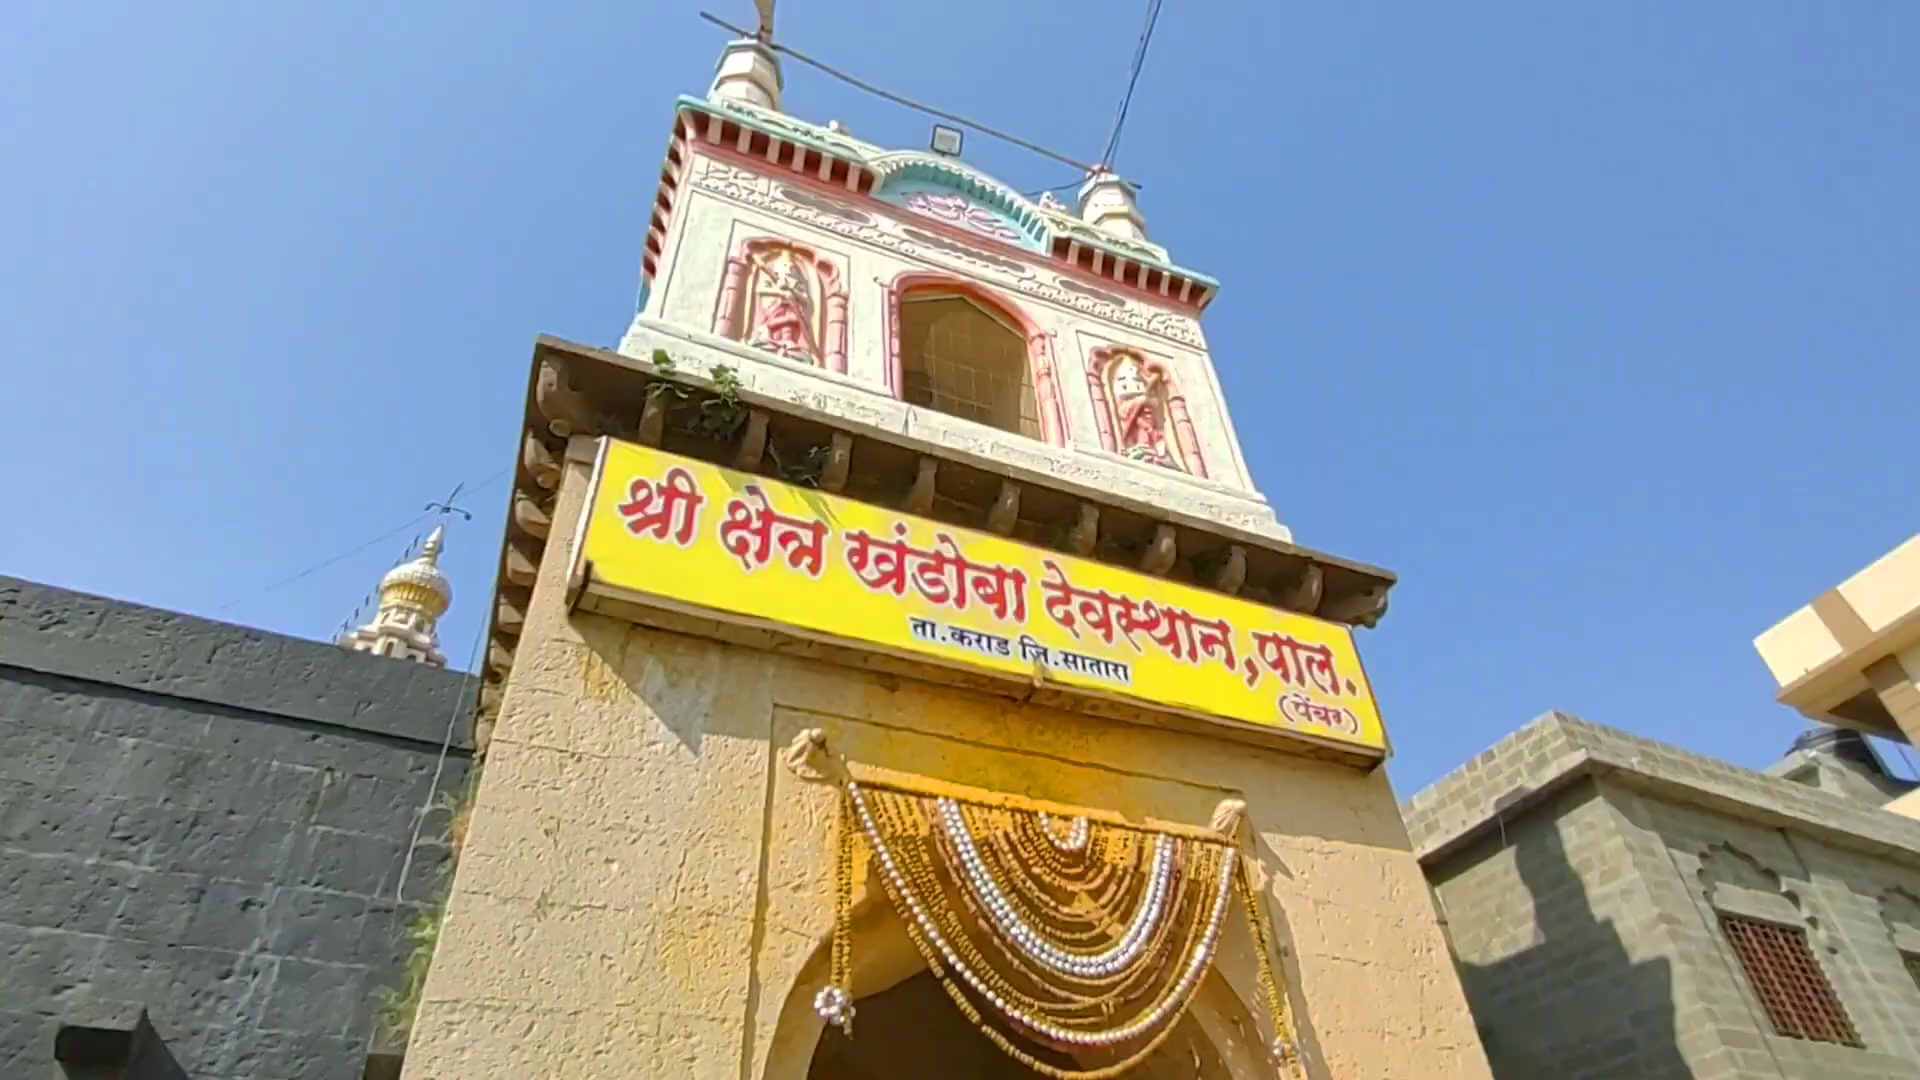 श्री क्षेत्र खंडोबा देवस्थान,पाल.
ता.कराड जि.सातारा
(पेंबर)